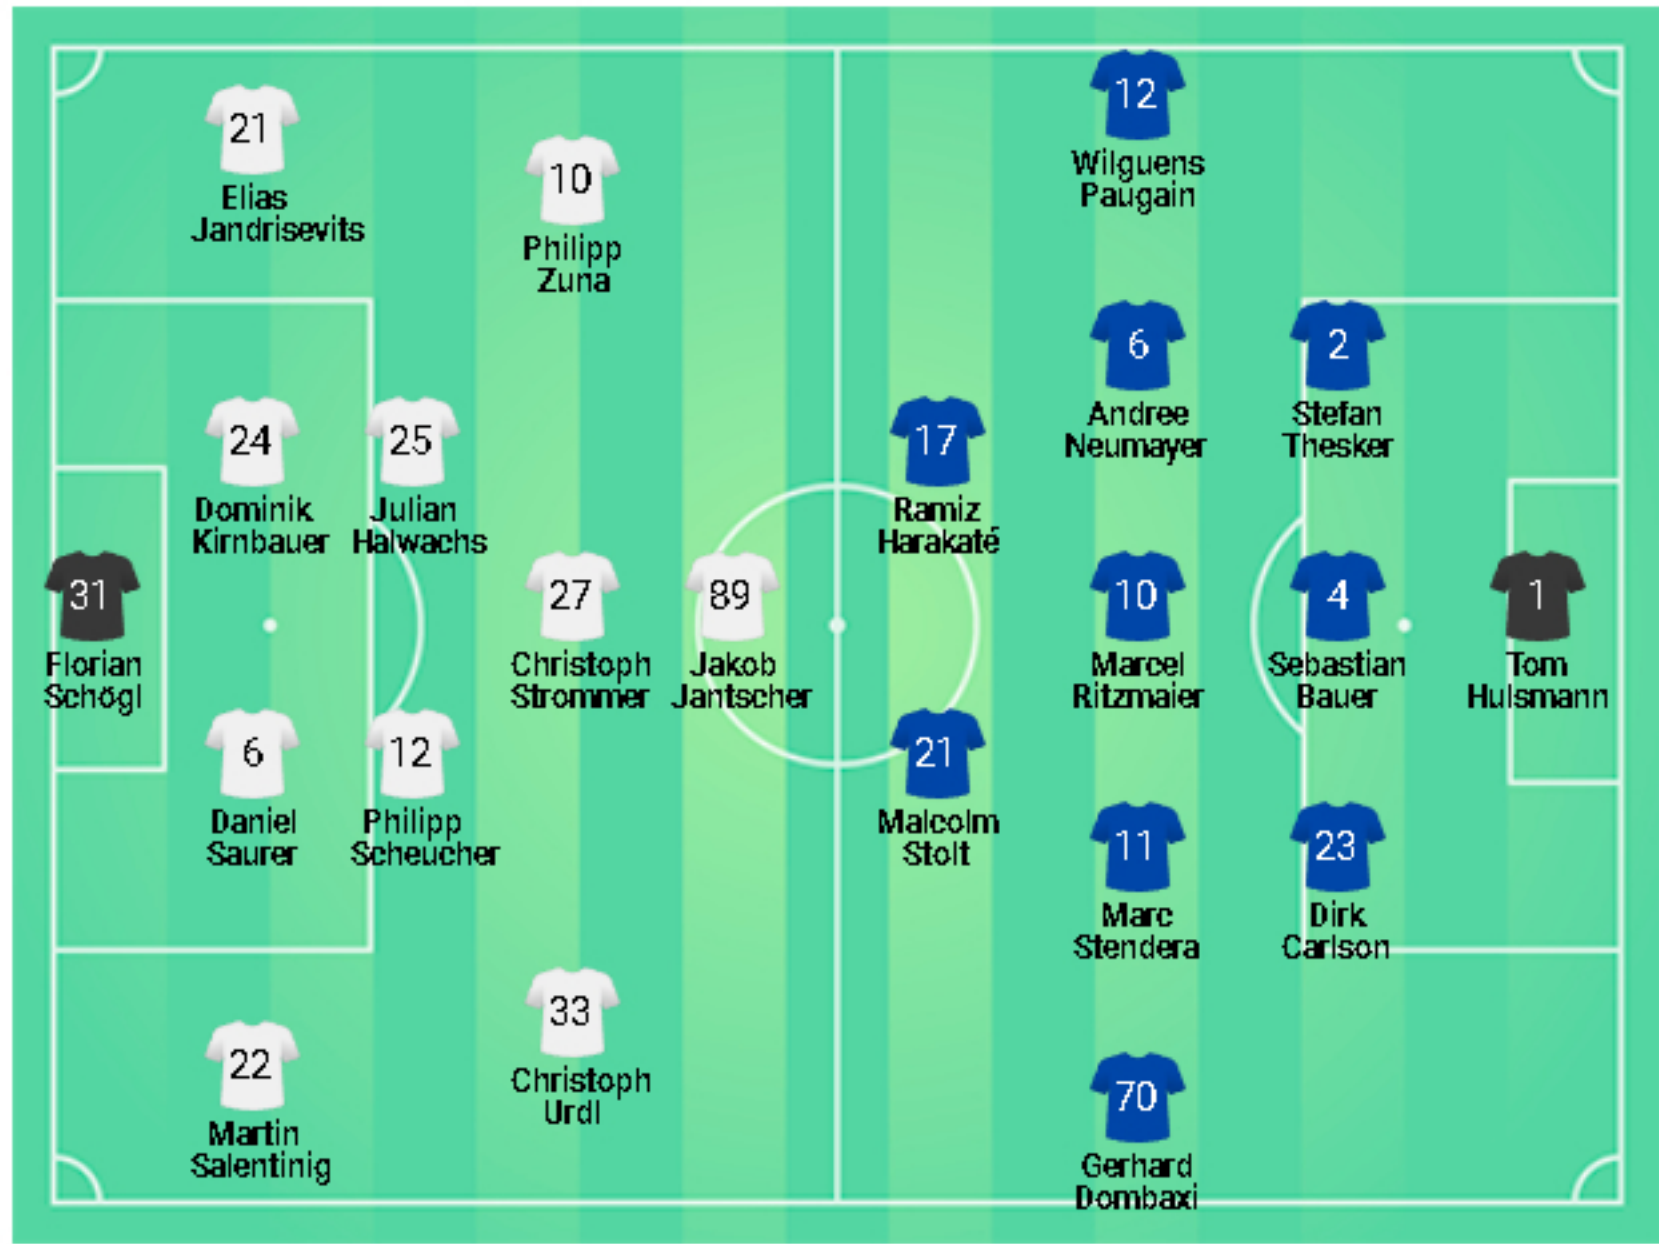 21
Elias
Jandrisevits
10
Philipp
Zuna
24
Dominik
Kirnbauer
25
Julian
Halwachs
31
Florian
Schögl
27
Christoph
Strommer
89
Jakob
Jantscher
6
Daniel
Saurer
12
Philipp
Scheucher
33
Christoph
Urdl
22
Martin
Salentinig
12
Wilguens
Paugain
6
Andree
Neumayer
2
Stefan
Thesker
17
Ramiz
Harakaté
10
Marcel
Ritzmaier
4
Sebastian
Bauer
1
Tom
Hulsmann
21
Malcolm
Stolt
11
Marc
Stendera
23
Dirk
Carlson
70
Gerhard
Dombaxi